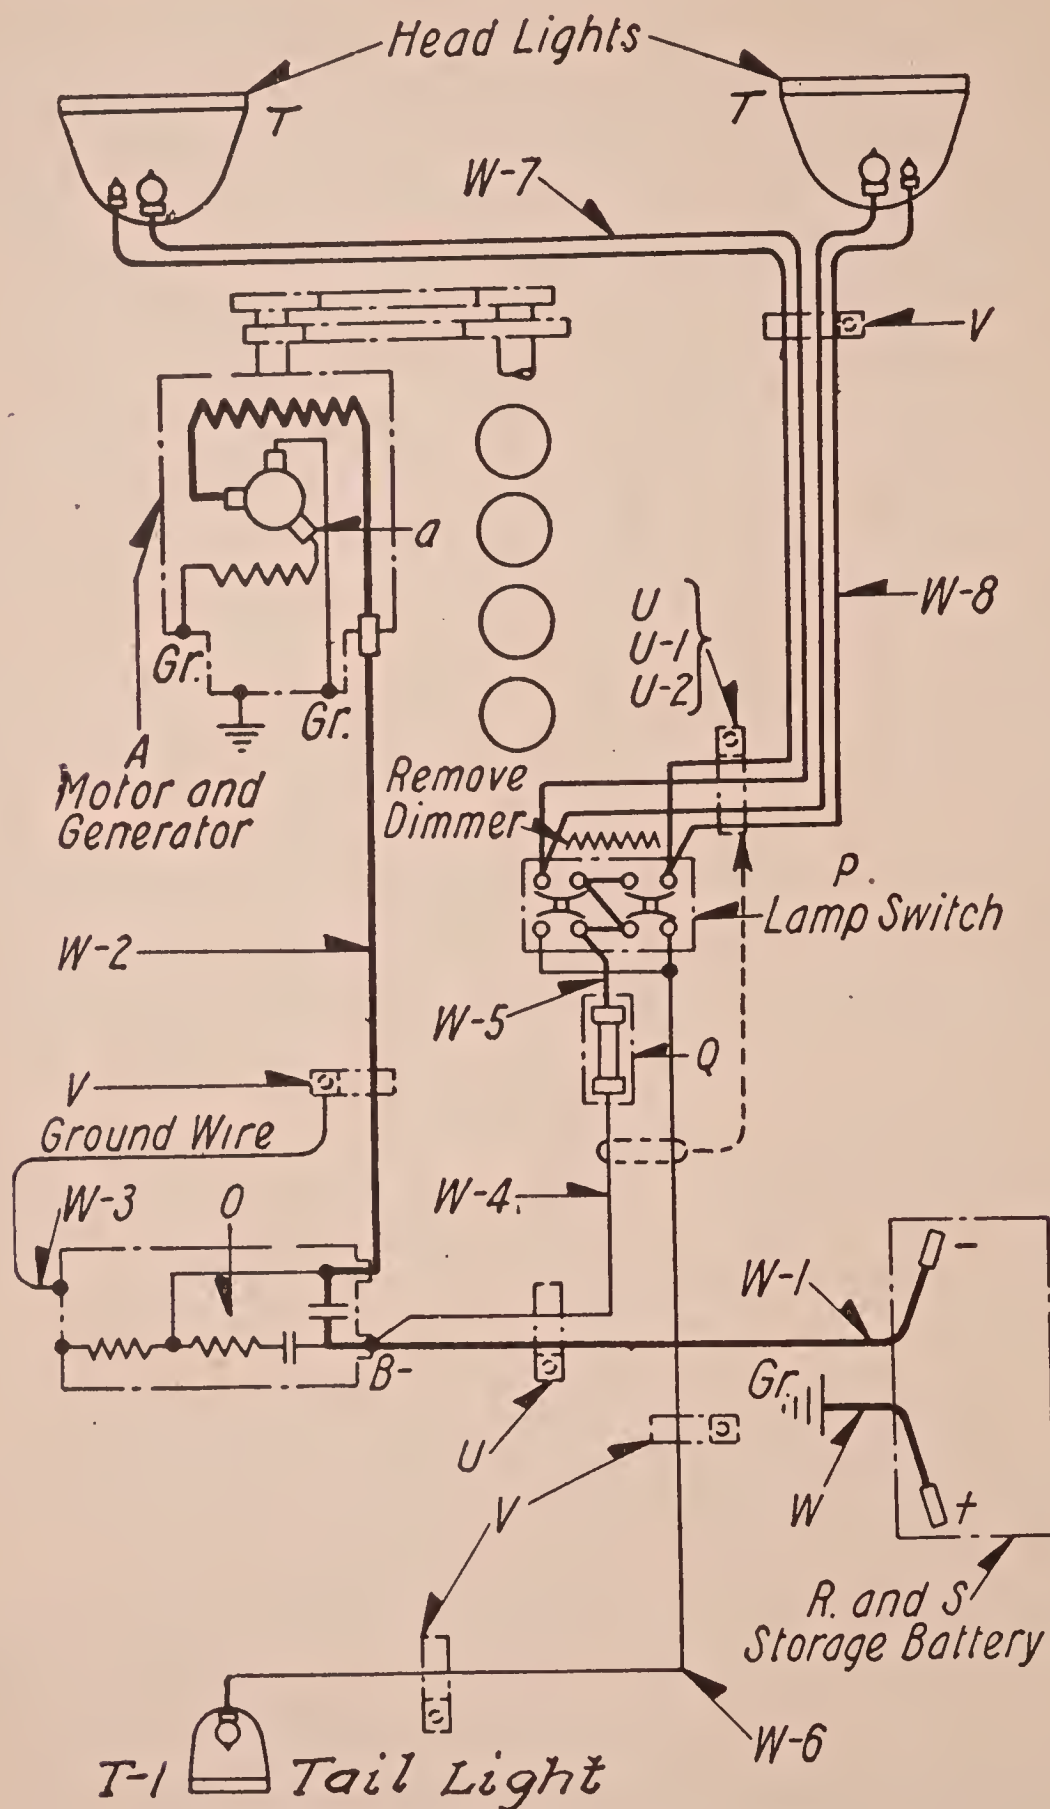 Head Lights
T
T
W-7
V
a
W-8
U
U-1
U-2
Gr.
Gr.
A
Motor and
Generator
Remove
Dimmer
P.
Lamp Switch
W-2
W-5
Q
V
Ground Wire
W-3
O
W-4
W-1
-
B-
Gr.
U
V
W
+
R. and S
Storage Battery
W-6
T-1 Tail Light